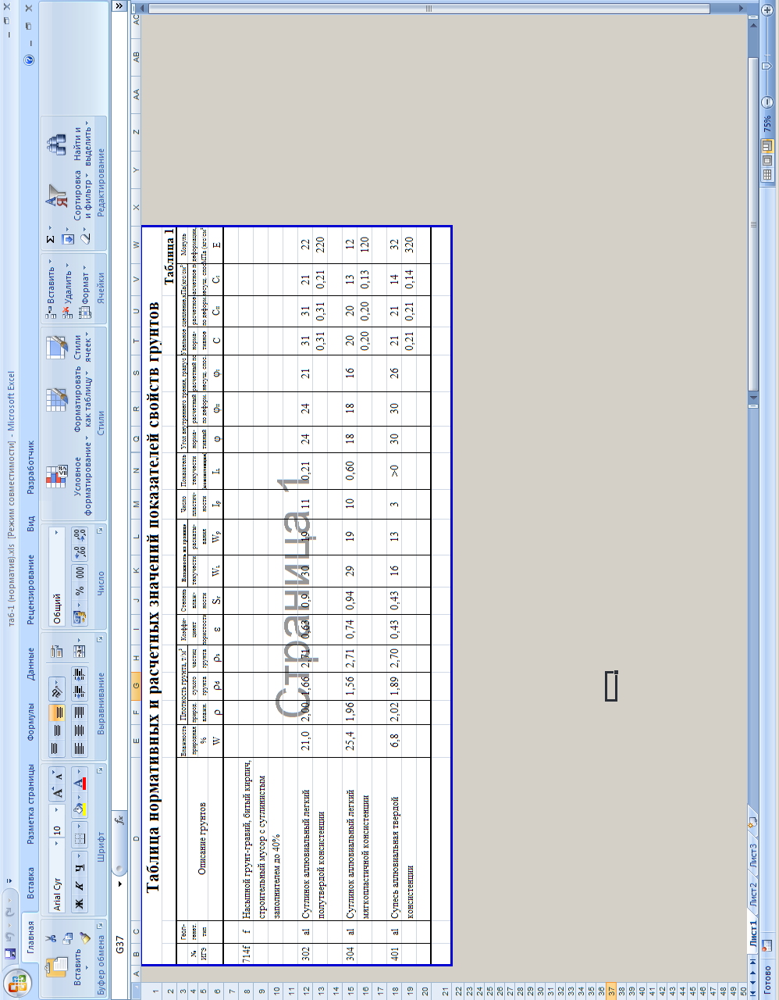 таб-1 (норматив).xls [Режим совместимости] - Microsoft Excel
Главная Вставка Разметка страницы Формулы Данные Рецензирование Вид Разработчик
Вставить
Буфер обмена
Arial Cyr 10
Ж К Ч
Шрифт
Выравнивание
Общий
% 000
Число
Условное форматирование
Форматировать как таблицу
Стили ячеек
Стили
Вставить
Удалить
Формат
Ячейки
Σ
Сортировка и фильтр
Найти и выделить
Редактирование
G37 fx
A B C D E F G H I J K L M N Q R S T U V W X Y Z AA AB AC
Таблица нормативных и расчетных значений показателей свойств грунтов
Таблица 1
№ ИГЭ
Геол- генет. тип
Описание грунтов
Влажность природная % W
Плотность грунта, т/м³
природ. влажн. ρ
сухого грунта ρd
частиц грунта ρs
Коэффи- циент пористости ε
Степень влаж- ности Sr
Влажность на границе
текучести WL
раскаты- вания Wp
Число пластич- ности Ip
Показатель текучести IL
Угол внутреннего трения, градус
норма- тивный φ
расчетный по деформ. φII
расчетный по несущ. спос. φI
Удельное сцепление, кПа(кгс/см²)
норма- тивное C
расчетное по деформ. CII
CI
Модуль деформации, МПа (кгс/см² E
714f f Насыпной грунт-гравий, битый кирпич,
строительный мусор с суглинистым
заполнителем до 40%
302 al Суглинок аллювиальный легкий 21,0 2,00 1,66 2,71 0,63 0,9 30 19 11 0,21 24 24 21 31 31 21 22
полутвердой консистенции 0,31 0,31 0,21 220
304 al Суглинок аллювиальный легкий 25,4 1,96 1,56 2,71 0,74 0,94 29 19 10 0,60 18 18 16 20 20 13 12
мягкопластичной консистенции 0,20 0,20 0,13 120
401 al Супесь аллювиальная твердой 6,8 2,02 1,89 2,70 0,43 0,43 16 13 3 >0 30 30 26 21 21 14 32
консистенции 0,21 0,21 0,14 320
Страница 1
1
2
3
4
5
6
7
8
9
10
11
12
13
14
15
16
17
18
19
20
21
22
23
24
25
26
27
28
29
30
31
32
33
34
35
36
37
38
39
40
41
42
43
44
45
46
47
48
49
50
Лист1 Лист2 Лист3
Готово 75%